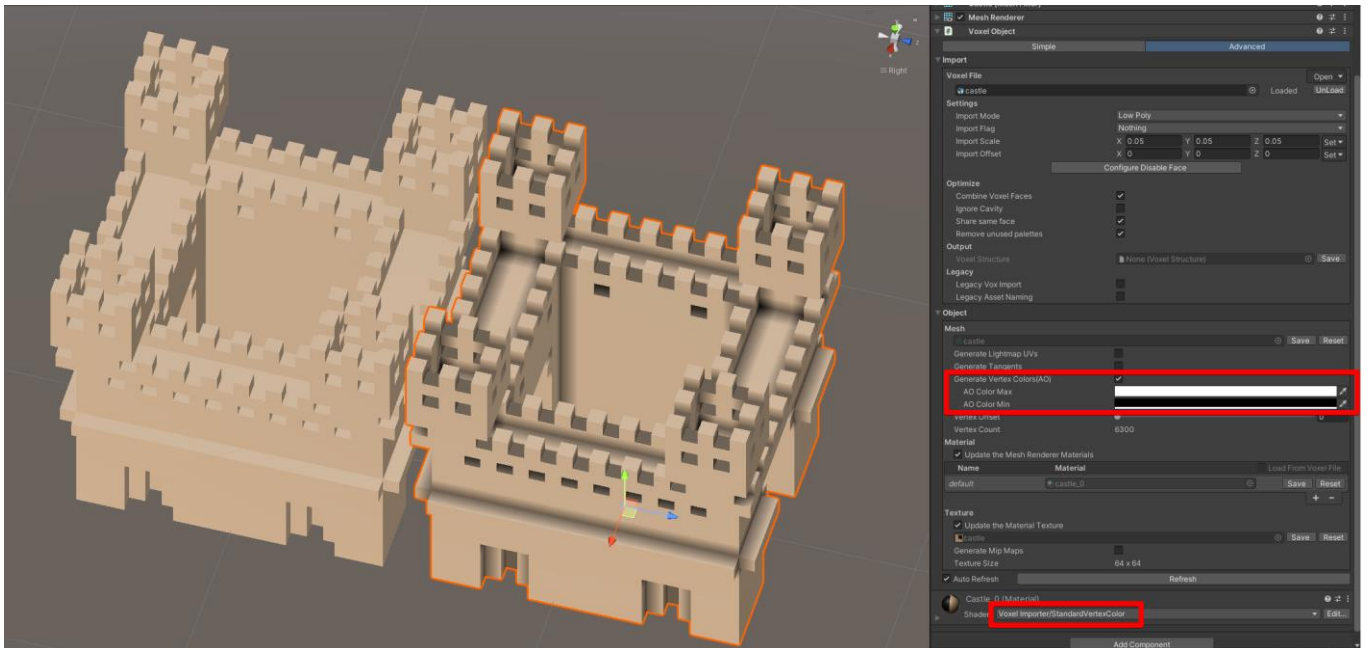 Right
z
Mesh Renderer
Voxel Object
Simple Advanced
Import
Voxel File Open
castle Loaded UnLoad
Settings
Import Mode Low Poly
Import Flag Nothing
Import Scale X 0.05 Y 0.05 Z 0.05 Set
Import Offset X 0 Y 0 Z 0 Set
Configure Disable Face
Optimize
Combine Voxel Faces
Ignore Cavity
Share same face
Remove unused palettes
Output
Voxel Structure None (Voxel Structure) Save
Legacy
Legacy Vox Import
Legacy Asset Naming
Object
Mesh
castle Save Reset
Generate Lightmap UVs
Generate Tangents
Generate Vertex Colors(AO)
AO Color Max
AO Color Min
Vertex Offset 0
Vertex Count 6300
Material
Update the Mesh Renderer Materials
Name Material Load From Voxel File
default castle_0 Save Reset
+ -
Texture
Update the Material Texture
castle Save Reset
Generate Mip Maps
Texture Size 64 x 64
Auto Refresh Refresh
Castle_0 (Material)
Shader Voxel Importer/StandardVertexColor Edit...
Add Component